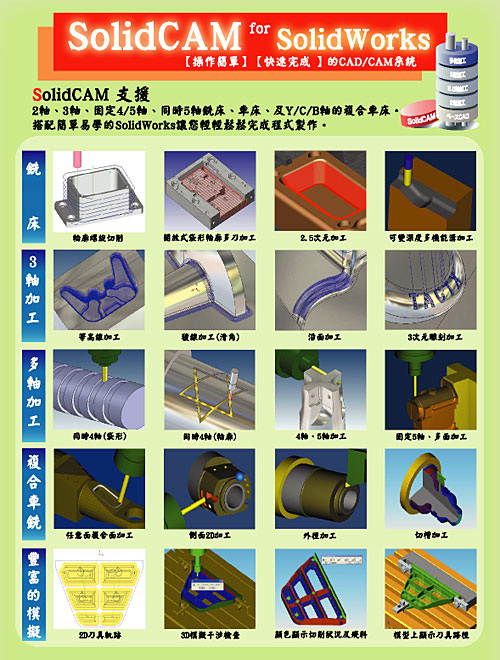 SolidCAM for SolidWorks
【操作簡單】【快速完成】的CAD/CAM系統
SolidCAM 支援
2軸、3軸、固定4/5軸、同時5軸銑床、車床、及Y/C/B軸的複合車床。
搭配簡單易學的SolidWorks讓您輕輕鬆鬆完成程式製作。
SolidCAM
ベースCAD
銑床
輪廓螺旋切削
開放式袋形輪廓多刀加工
2.5次元加工
可變深度多機能溝加工
3軸加工
等高線加工
稜線加工(清角)
沿面加工
3次元雕刻加工
多軸加工
同時4軸(袋形)
同時4軸(輪廓)
4軸、5軸加工
固定5軸、多面加工
複合車銑
任意面複合面加工
側面2D加工
外徑加工
切槽加工
豐富的模擬
2D刀具軌跡
3D模擬干涉檢查
顏色顯示切削狀況及殘料
模型上顯示刀具路徑